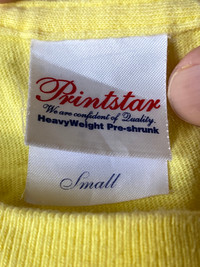 Printstar
We are confident of Quality.
HeavyWeight Pre-shrunk
Small